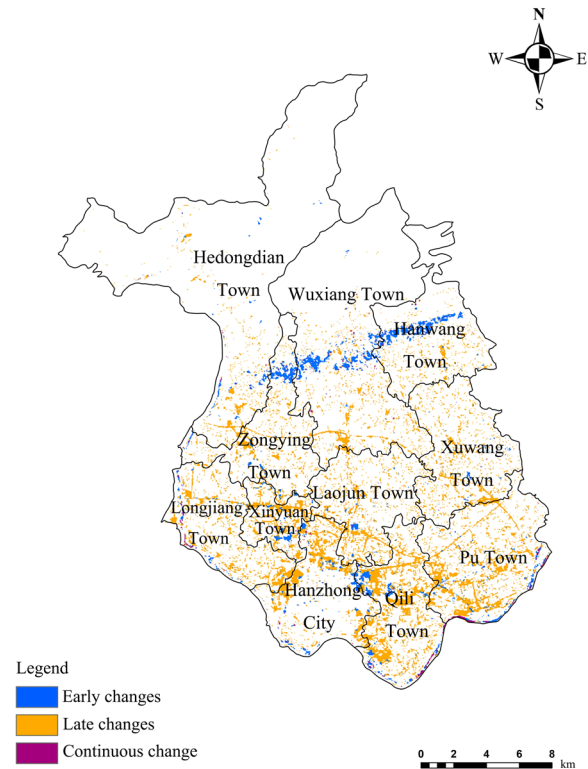 N
W E
S
Hedongdian
Town
Wuxiang Town
Hanwang
Town
Zongying
Town
Xuwang
Town
Laojun Town
Longjiang
Town
Xinyuan
Town
Pu Town
Hanzhong
City
Qili
Town
Legend
Early changes
Late changes
Continuous change
0 2 4 6 8
km